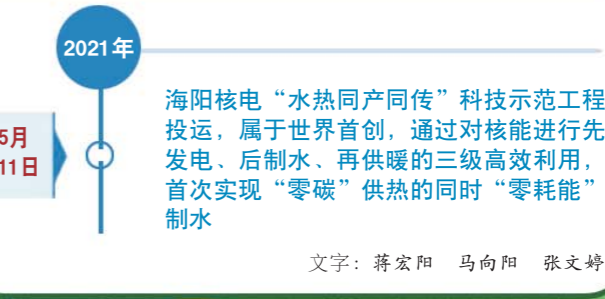 2021年
5月
11日
海阳核电“水热同产同传”科技示范工程
投运，属于世界首创，通过对核能进行先
发电、后制水、再供暖的三级高效利用，
首次实现“零碳”供热的同时“零耗能”
制水
文字：蒋宏阳 马向阳 张文婷